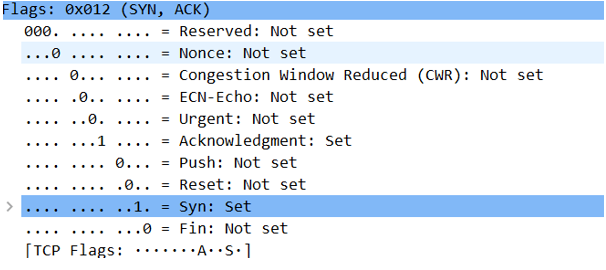 Flags: 0x012 (SYN, ACK)
000. .... .... = Reserved: Not set
...0 .... .... = Nonce: Not set
.... 0... .... = Congestion Window Reduced (CWR): Not set
.... .0.. .... = ECN-Echo: Not set
.... ..0. .... = Urgent: Not set
.... ...1 .... = Acknowledgment: Set
.... .... 0... = Push: Not set
.... .... .0.. = Reset: Not set
.... .... ..1. = Syn: Set
.... .... ...0 = Fin: Not set
[TCP Flags: ·······A··S·]